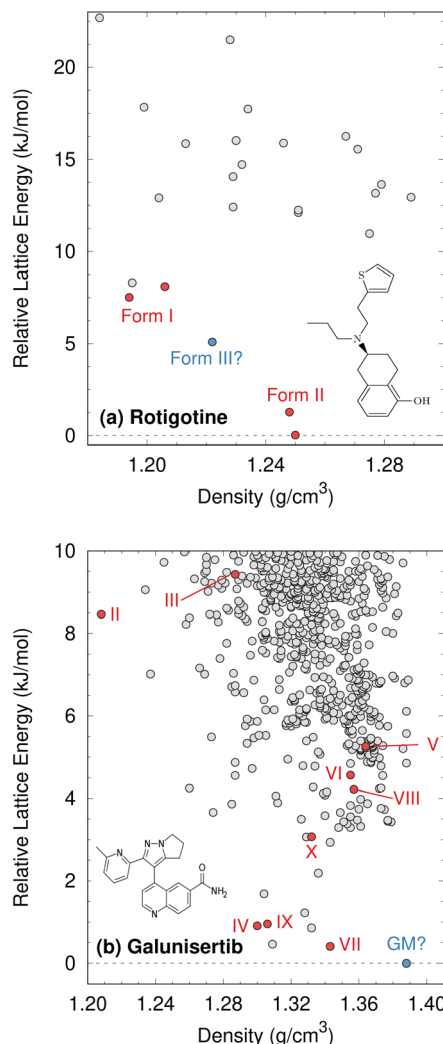 20
15
10
5
0
Relative Lattice Energy (kJ/mol)
Form I
Form III?
Form II
S
N
OH
(a) Rotigotine
1.20 1.24 1.28
Density (g/cm³)
10
8
6
4
2
0
Relative Lattice Energy (kJ/mol)
III
II
V
VI
VIII
X
IV
IX
VII
GM?
N
N
N
O
NH₂
N
(b) Galunisertib
1.20 1.24 1.28 1.32 1.36 1.40
Density (g/cm³)